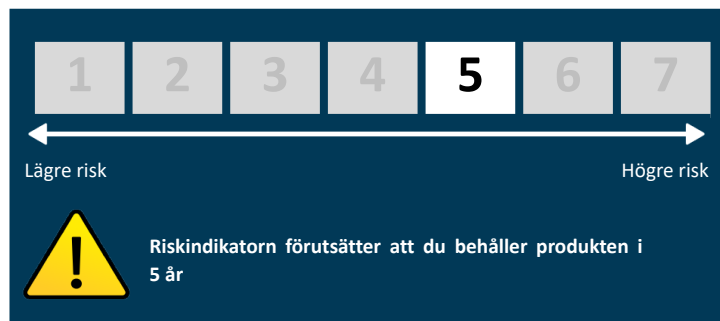 1 2 3 4 5 6 7
Lägre risk Högre risk
Riskindikatorn förutsätter att du behåller produkten i
5 år